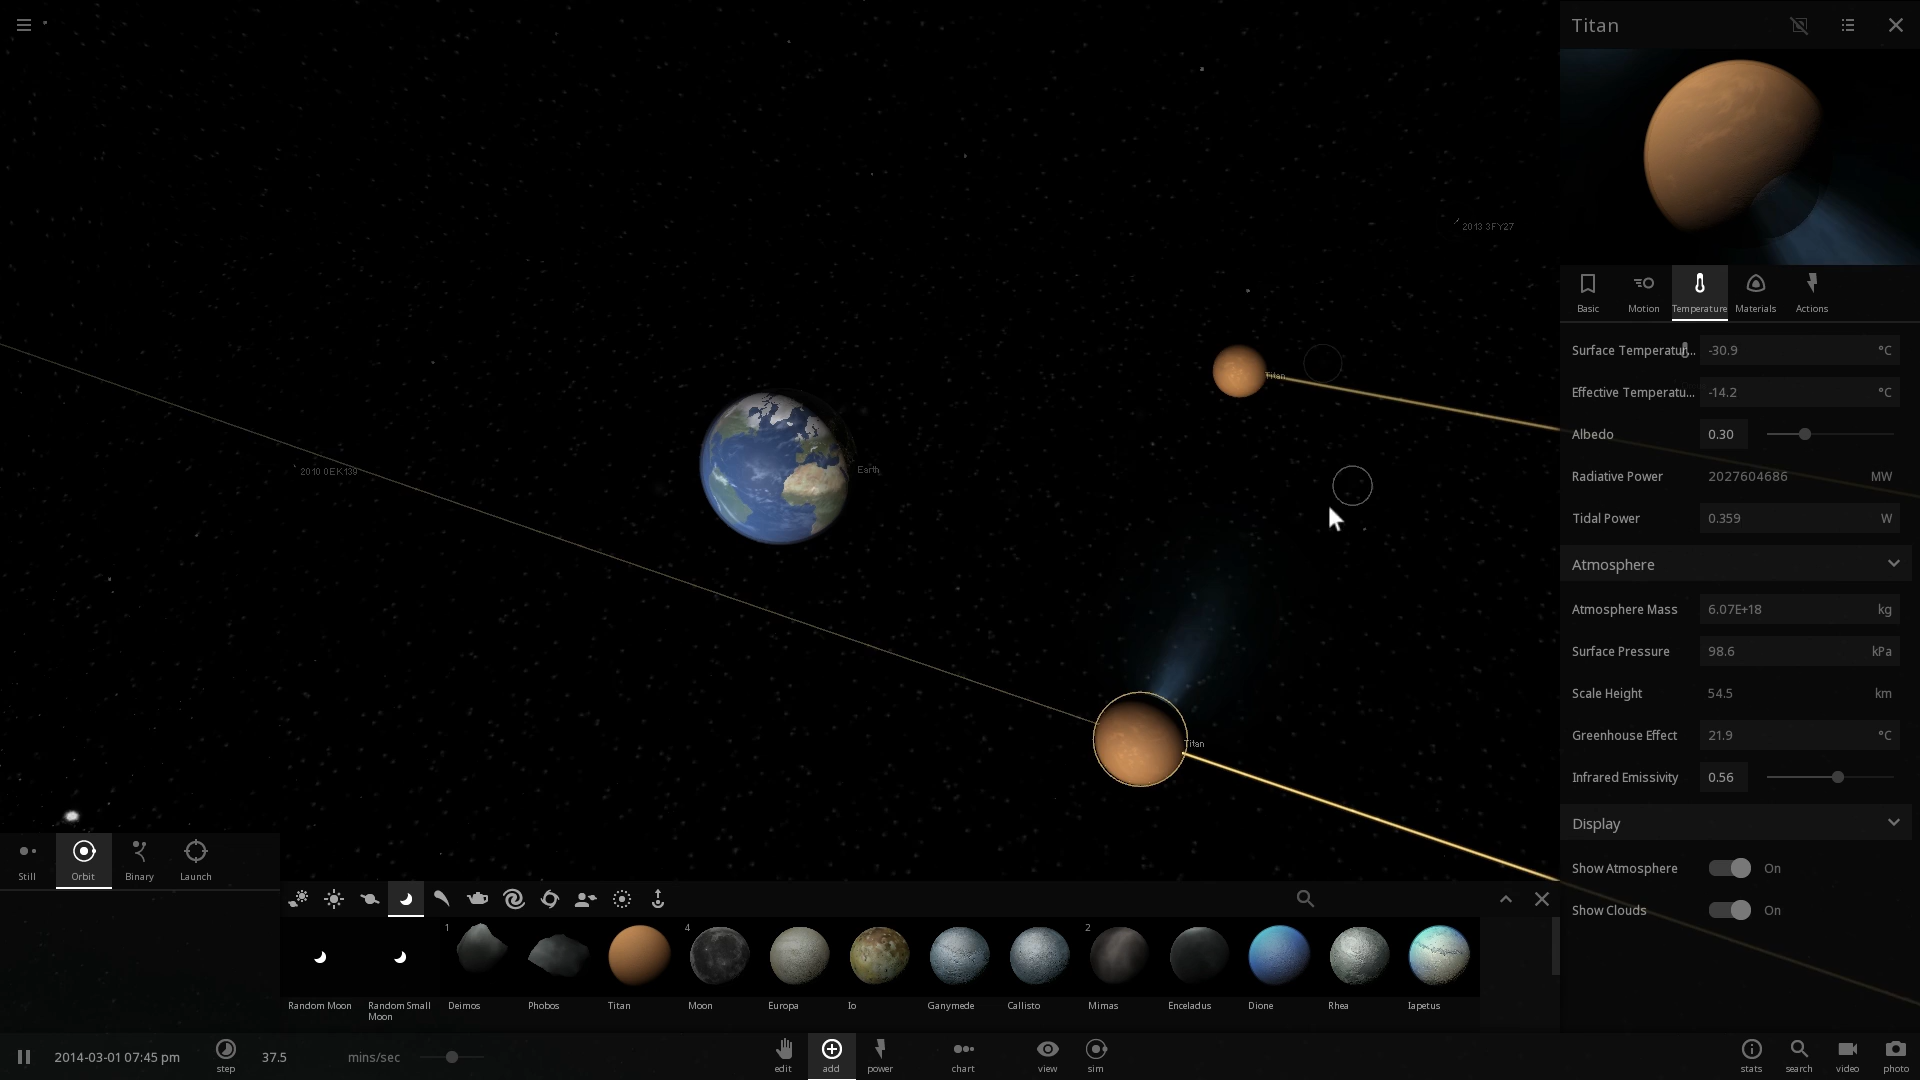 Titan
2013 3FY27
Basic
Motion
Temperature
Materials
Actions
Surface Temperatur... -30.9 °C
Titan
Effective Temperatu... -14.2 °C
Albedo 0.30
Earth
2010 0EK139
Radiative Power 2027604686 MW
Tidal Power 0.359 W
Atmosphere
Atmosphere Mass 6.07E+18 kg
Surface Pressure 98.6 kPa
Scale Height 54.5 km
Greenhouse Effect 21.9 °C
Titan
Infrared Emissivity 0.56
Display
Show Atmosphere On
Show Clouds On
Still
Orbit
Binary
Launch
1
4
2
Random Moon
Random Small
Moon
Deimos
Phobos
Titan
Moon
Europa
Io
Ganymede
Callisto
Mimas
Enceladus
Dione
Rhea
Iapetus
2014-03-01 07:45 pm
step
37.5 mins/sec
edit
add
power
chart
view
sim
stats
search
video
photo